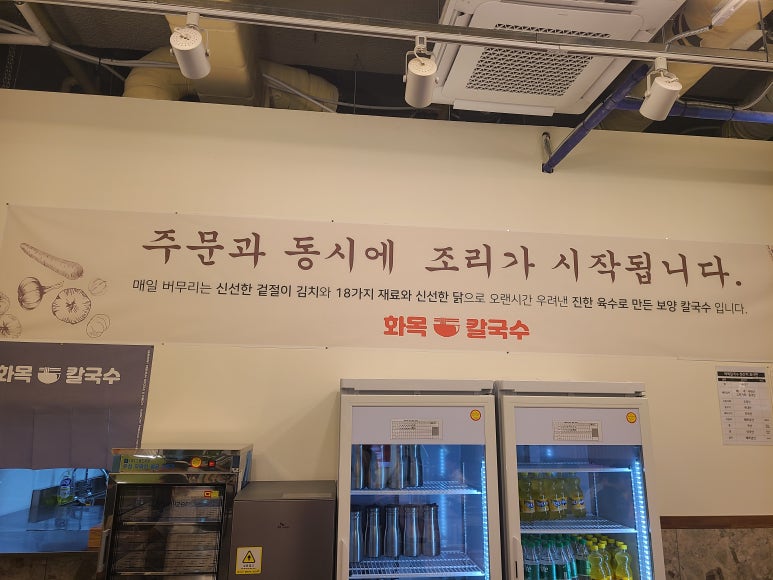 주문과 동시에 조리가 시작됩니다.
매일 버무리는 신선한 겉절이 김치와 18가지 재료와 신선한 닭으로 오랜시간 우려낸 진한 육수로 만든 보양 칼국수 입니다.
화목 칼국수
화목 칼국수